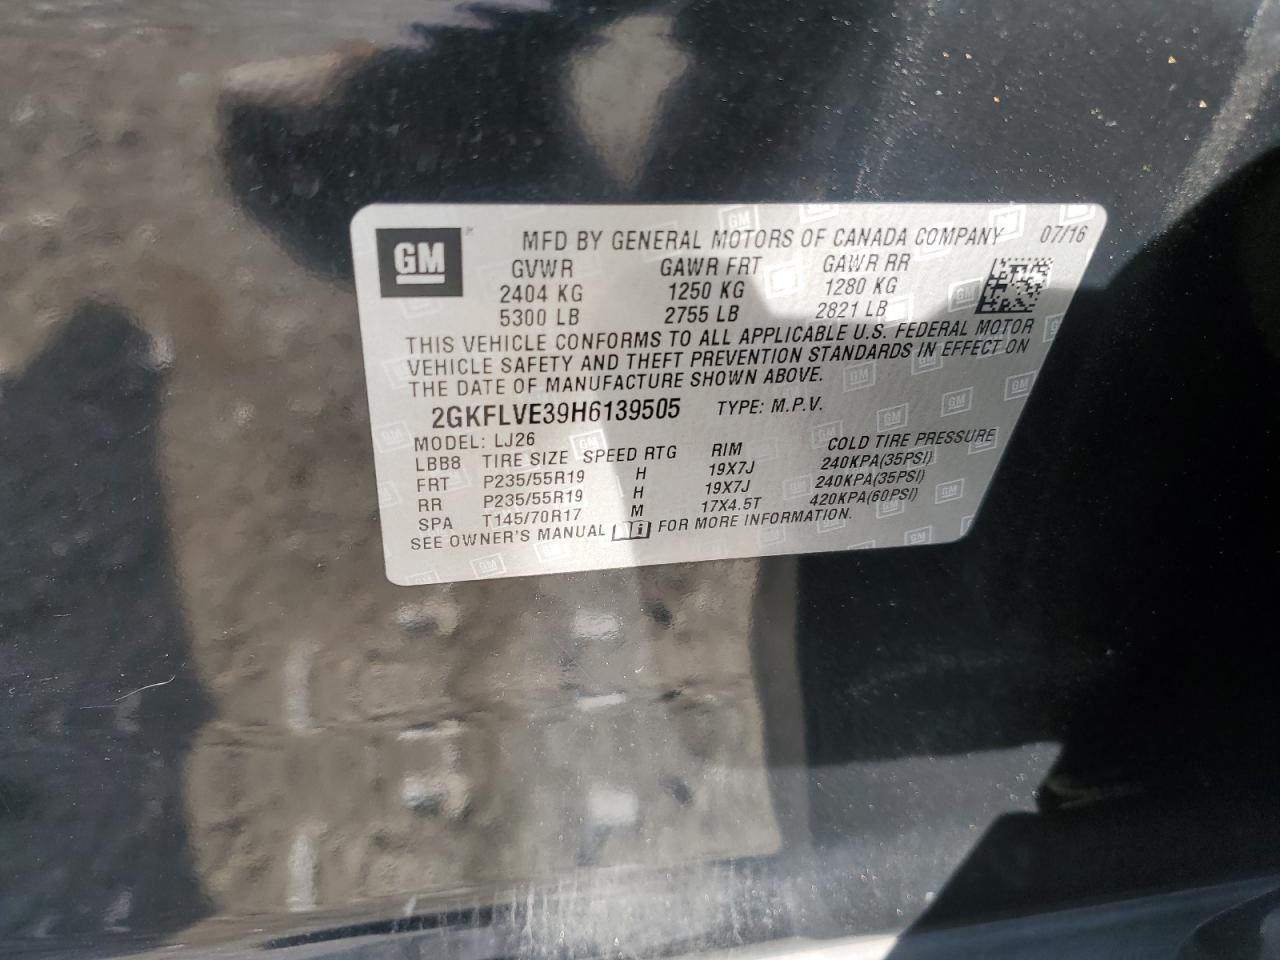 GM MFD BY GENERAL MOTORS OF CANADA COMPANY 07/16
GVWR GAWR FRT GAWR RR
2404 KG 1250 KG 1280 KG
5300 LB 2755 LB 2821 LB
THIS VEHICLE CONFORMS TO ALL APPLICABLE U.S. FEDERAL MOTOR
VEHICLE SAFETY AND THEFT PREVENTION STANDARDS IN EFFECT ON
THE DATE OF MANUFACTURE SHOWN ABOVE.
2GKFLVE39H6139505 TYPE: M.P.V.
MODEL: LJ26
LBB8 TIRE SIZE SPEED RTG RIM COLD TIRE PRESSURE
FRT P235/55R19 H 19X7J 240KPA(35PSI)
RR P235/55R19 H 19X7J 240KPA(35PSI)
SPA T145/70R17 M 17X4.5T 420KPA(60PSI)
SEE OWNER'S MANUAL i FOR MORE INFORMATION.